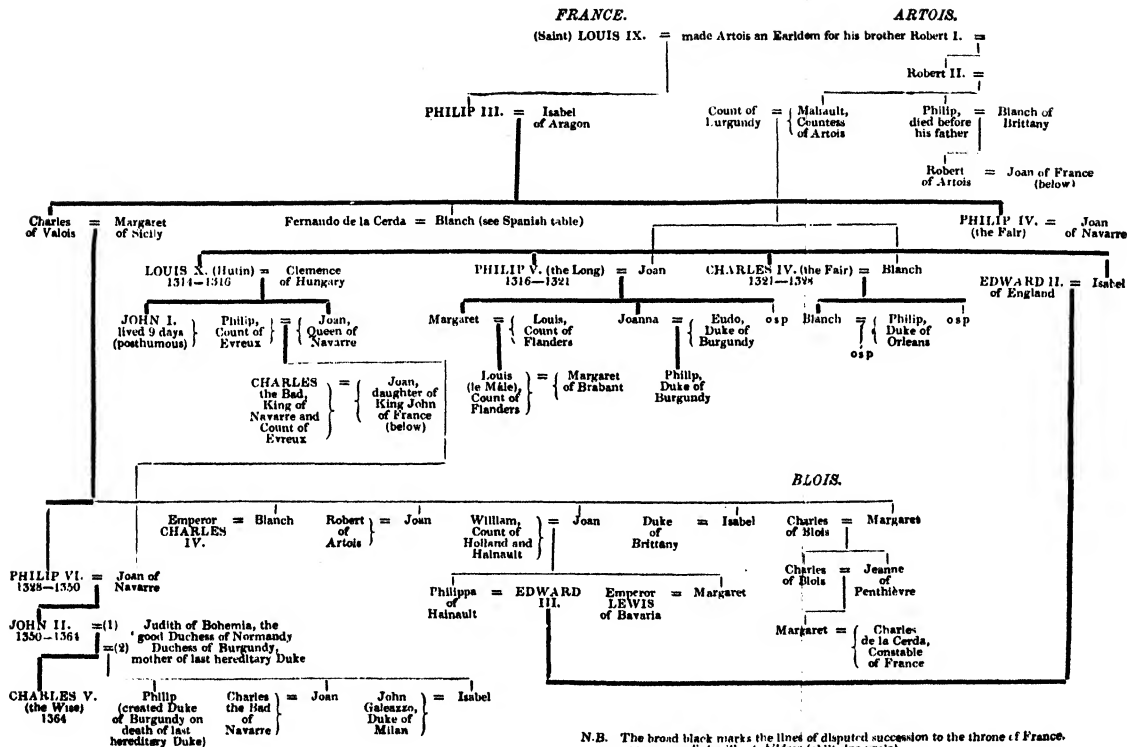 FRANCE. ARTOIS.
(Saint) LOUIS IX. = made Artois an Earldom for his brother Robert I. =
Robert II. =
PHILIP III. = Isabel
of Aragon
Count of
Burgundy
= { Mahault,
Countess
of Artois
Philip,
died before
his father
= Blanch of
Brittany
Robert
of Artois
= Joan of France
(below)
Charles
of Valois
= Margaret
of Sicily
Fernando de la Cerda = Blanch (see Spanish table)
PHILIP IV.
(the Fair)
= Joan
of Navarre
LOUIS X. (Hutin)
1314—1316
= Clemence
of Hungary
PHILIP V. (the Long)
1316—1321
= Joan
CHARLES IV. (the Fair)
1321—1328
= Blanch
EDWARD II.
of England
= Isabel
JOHN I.
lived 9 days
(posthumous)
Philip,
Count of
Evreux
= Joan,
Queen of
Navarre
Margaret = Louis,
Count of
Flanders
Joanna = Eudo,
Duke of
Burgundy
osp
Blanch = Philip,
Duke of
Orleans
osp
osp
CHARLES
the Bad,
King of
Navarre and
Count of
Evreux
= Joan,
daughter of
King John
of France
(below)
Louis
(le Mâle),
Count of
Flanders
= Margaret
of Brabant
Philip,
Duke of
Burgundy
BLOIS.
Emperor
CHARLES
IV.
= Blanch
Robert
of
Artois
= Joan
William,
Count of
Holland and
Hainault
= Joan
Duke
of
Brittany
= Isabel
Charles
of Blois
= Margaret
PHILIP VI.
1328—1350
= Joan of
Navarre
Philippa
of
Hainault
= EDWARD
III.
Emperor
LEWIS
of Bavaria
= Margaret
Charles
of Blois
= Jeanne
of
Penthièvre
JOHN II.
1350—1364
=(1) Judith of Bohemia, the
good Duchess of Normandy
=(2) Duchess of Burgundy,
mother of last hereditary Duke
Margaret = Charles
de la Cerda,
Constable
of France
CHARLES V.
(the Wise)
1364
Philip
(created Duke
of Burgundy on
death of last
hereditary Duke)
Charles
the Bad
of
Navarre
= Joan
John
Galeazzo,
Duke of
Milan
= Isabel
N.B. The broad black marks the lines of disputed succession to the throne of France.